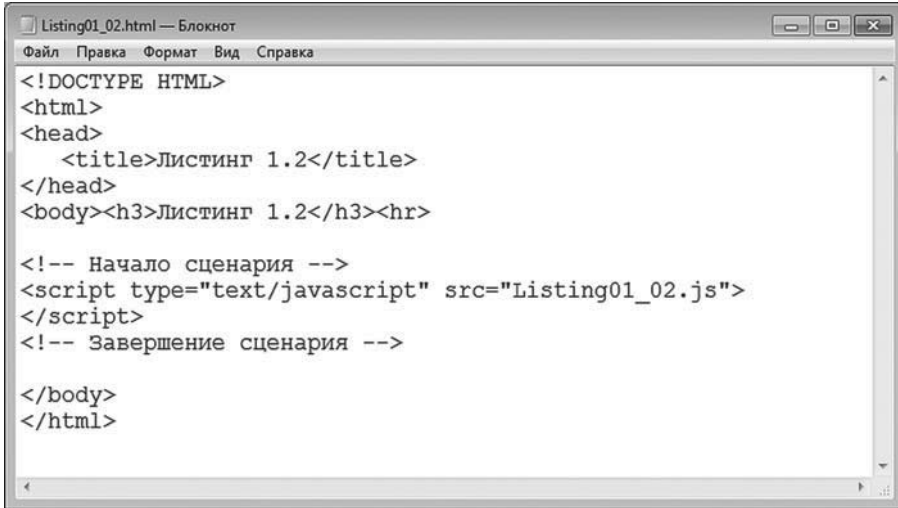 Listing01_02.html — Блокнот
Файл Правка Формат Вид Справка
<!DOCTYPE HTML>
<html>
<head>
   <title>Листинг 1.2</title>
</head>
<body><h3>Листинг 1.2</h3><hr>
<!-- Начало сценария -->
<script type="text/javascript" src="Listing01_02.js">
</script>
<!-- Завершение сценария -->
</body>
</html>